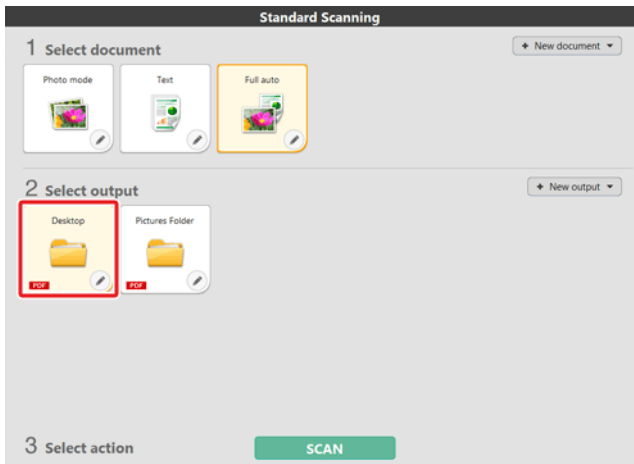 Standard Scanning
1 Select document
+ New document
Photo mode
Text
Full auto
2 Select output
+ New output
Desktop
Pictures Folder
PDF
PDF
3 Select action
SCAN